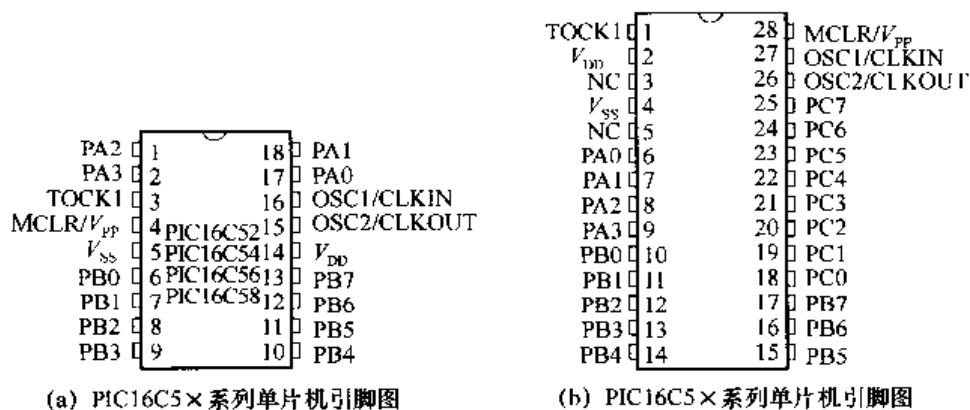 PA2 1 18 PA1
PA3 2 17 PA0
TOCK1 3 16 OSC1/CLKIN
MCLR/VPP 4 PIC16C52 15 OSC2/CLKOUT
VSS 5 PIC16C54 14 VDD
PB0 6 PIC16C56 13 PB7
PB1 7 PIC16C58 12 PB6
PB2 8 11 PB5
PB3 9 10 PB4
(a) PIC16C5×系列单片机引脚图
TOCK1 1 28 MCLR/VPP
VDD 2 27 OSC1/CLKIN
NC 3 26 OSC2/CLKOUT
VSS 4 25 PC7
NC 5 24 PC6
PA0 6 23 PC5
PA1 7 22 PC4
PA2 8 21 PC3
PA3 9 20 PC2
PB0 10 19 PC1
PB1 11 18 PC0
PB2 12 17 PB7
PB3 13 16 PB6
PB4 14 15 PB5
(b) PIC16C5×系列单片机引脚图